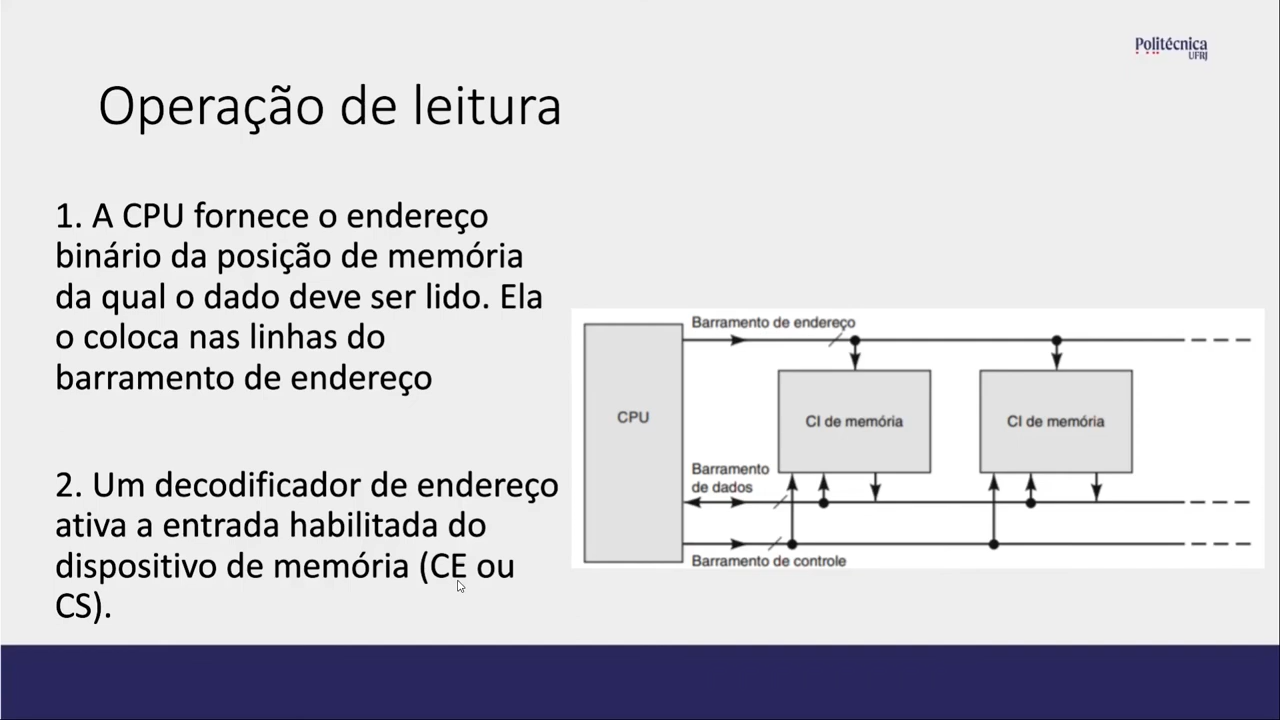 Politécnica
UFRJ
Operação de leitura
1. A CPU fornece o endereço
binário da posição de memória
da qual o dado deve ser lido. Ela
o coloca nas linhas do
barramento de endereço
2. Um decodificador de endereço
ativa a entrada habilitada do
dispositivo de memória (CE ou
CS).
Barramento de endereço
CPU
CI de memória
CI de memória
Barramento
de dados
Barramento de controle